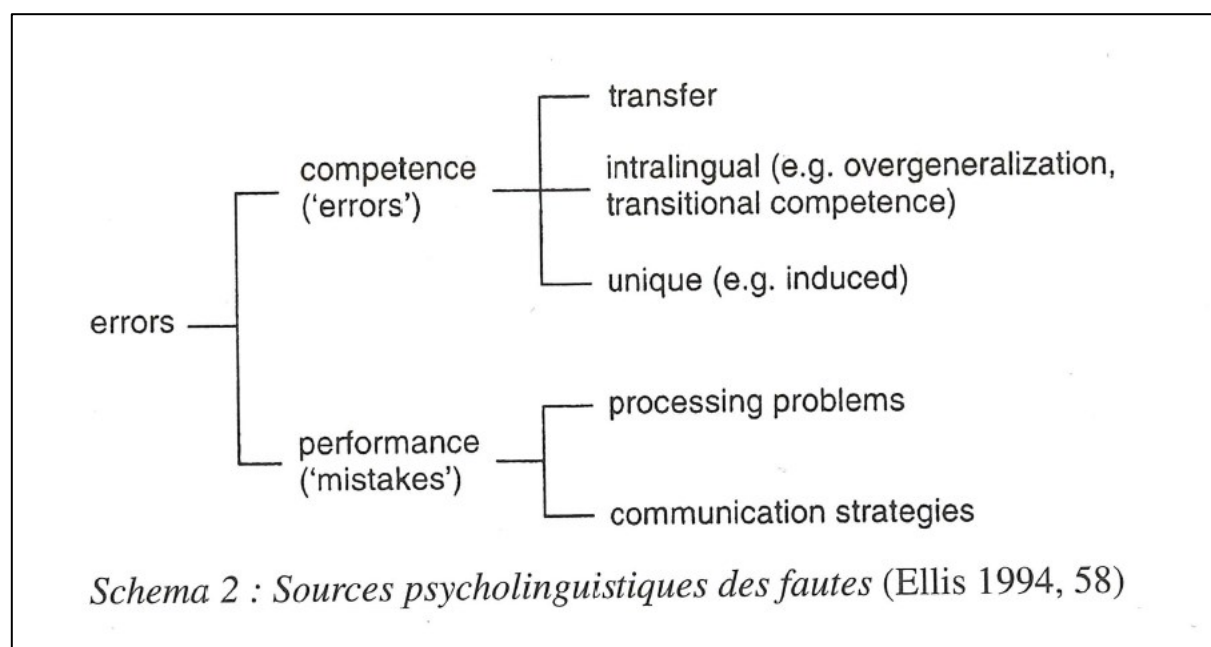 transfer
competence
('errors')
intralingual (e.g. overgeneralization,
transitional competence)
unique (e.g. induced)
errors
processing problems
performance
('mistakes')
communication strategies
Schema 2 : Sources psycholinguistiques des fautes (Ellis 1994, 58)